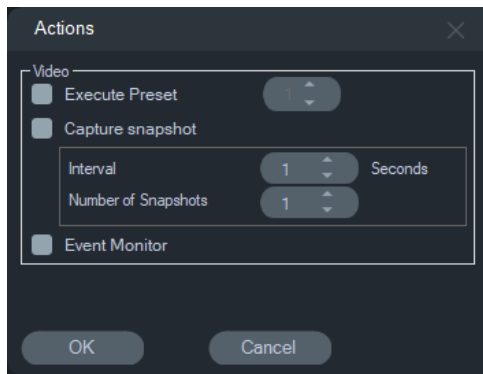 Actions
Video
Execute Preset 1
Capture snapshot
Interval 1 Seconds
Number of Snapshots 1
Event Monitor
OK Cancel